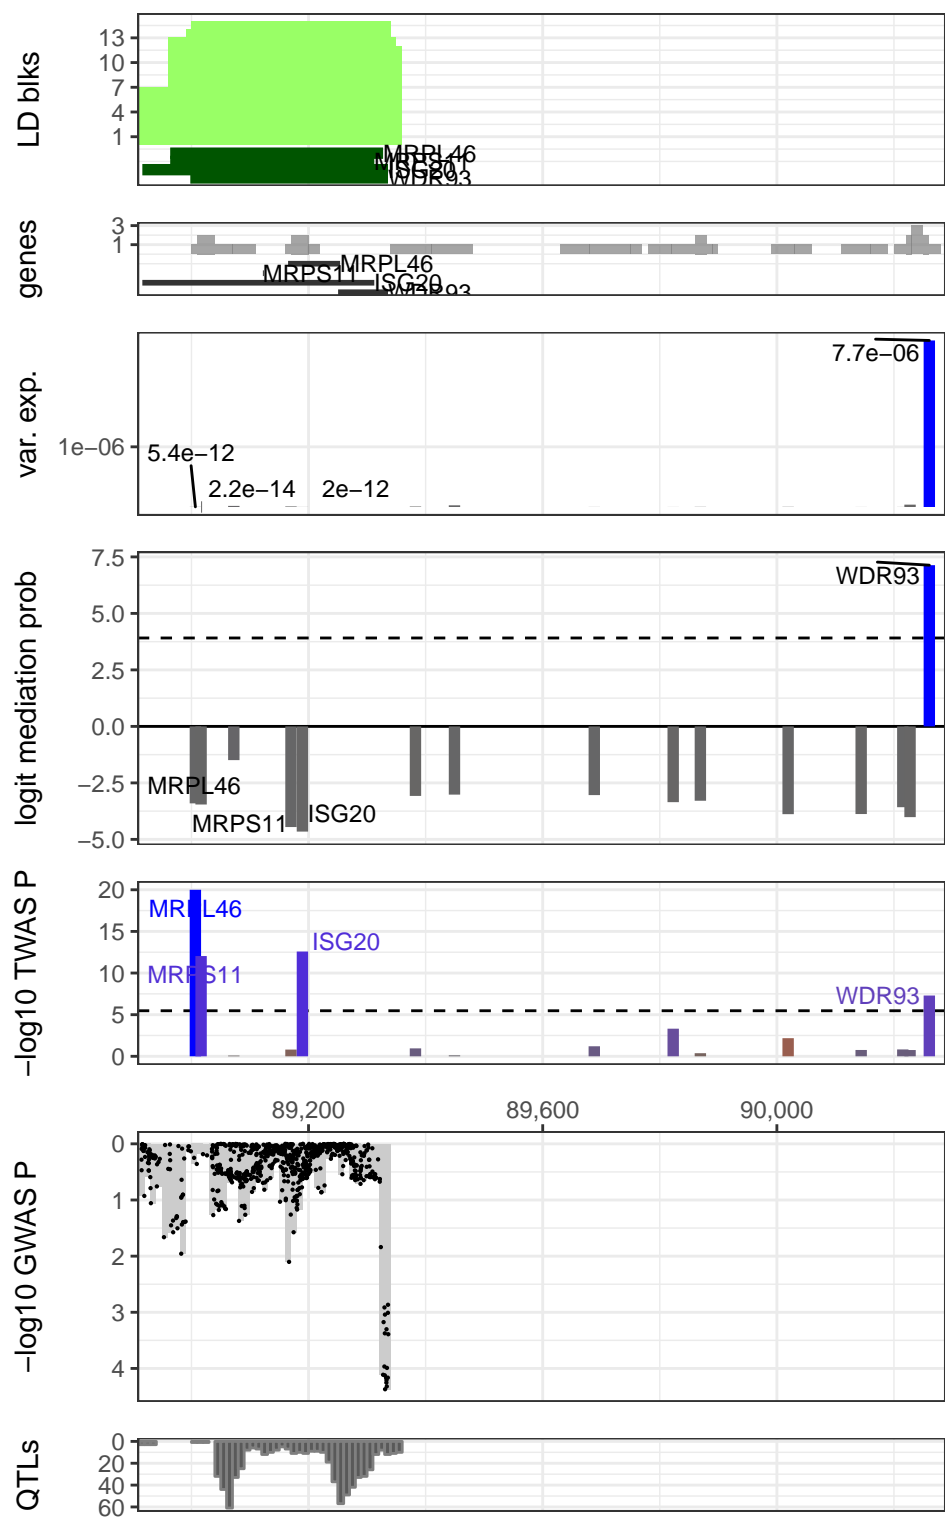 LD blks
13
10
7
4
1
MRPL46
MRPS11
ISG20
WDR93
genes
3
1
MRPL46
MRPS11
ISG20
WDR93
var. exp.
1e−06
7.7e−06
5.4e−12
2.2e−14
2e−12
logit mediation prob
7.5
5.0
2.5
0.0
−2.5
−5.0
WDR93
MRPL46
MRPS11
ISG20
−log10 TWAS P
20
15
10
5
0
MRPL46
ISG20
MRPS11
WDR93
89,200 89,600 90,000
−log10 GWAS P
0
1
2
3
4
QTLs
0
20
40
60